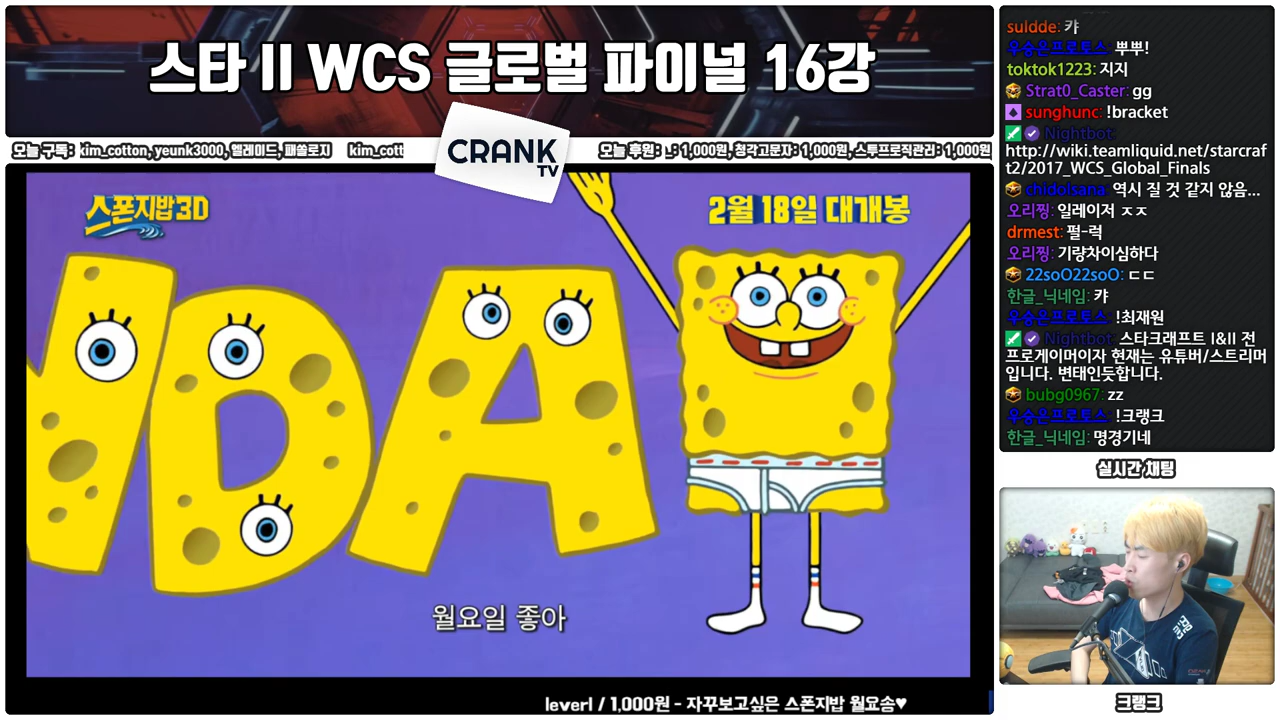 스타 II WCS 글로벌 파이널 16강
오늘 구독: kim_cotton, yeunk3000, 엘레이드, 패쏠로지 kim_cott
CRANK
TV
오늘 후원: 1,000원, 청각고문자: 1,000원, 스투프로직관러: 1,000원
스폰지밥3D
2월 18일 대개봉
DA
월요일 좋아
leverl / 1,000원 - 자꾸보고싶은 스폰지밥 월요송♥
suldde: 캬
우승은프로토스: 뿌뿌!
toktok1223: 지지
Strat0_Caster: gg
sunghunc: !bracket
Nightbot:
http://wiki.teamliquid.net/starcraf
t2/2017_WCS_Global_Finals
chidolsana: 역시 질 것 같지 않음...
오리찡: 일레이저 ㅈㅈ
drmest: 펄-럭
오리찡: 기량차이심하다
22soO22soO: ㄷㄷ
한글_닉네임: 캬
우승은프로토스: !최재원
Nightbot: 스타크래프트 I&II 전
프로게이머이자 현재는 유튜버/스트리머
입니다. 변태인듯합니다.
bubg0967: zz
우승은프로토스: !크랭크
한글_닉네임: 명경기네
실시간 채팅
크랭크